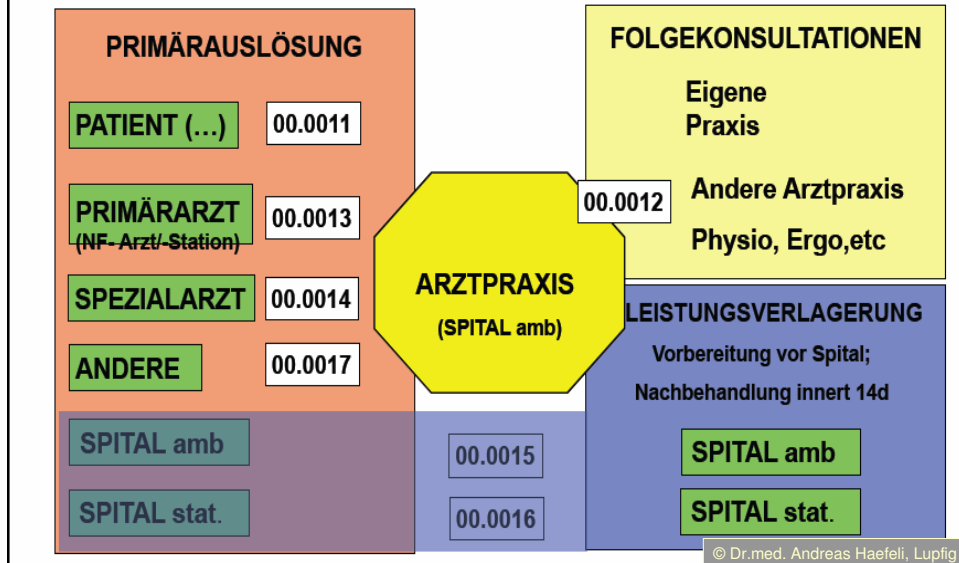 PRIMÄRAUSLÖSUNG
PATIENT (...)
00.0011
PRIMÄRARZT
(NF- Arzt/-Station)
00.0013
SPEZIALARZT
00.0014
ANDERE
00.0017
SPITAL amb
00.0015
SPITAL stat.
00.0016
ARZTPRAXIS
(SPITAL amb)
FOLGEKONSULTATIONEN
Eigene
Praxis
00.0012
Andere Arztpraxis
Physio, Ergo,etc
LEISTUNGSVERLAGERUNG
Vorbereitung vor Spital;
Nachbehandlung innert 14d
SPITAL amb
SPITAL stat.
© Dr.med. Andreas Haefeli, Lupfig